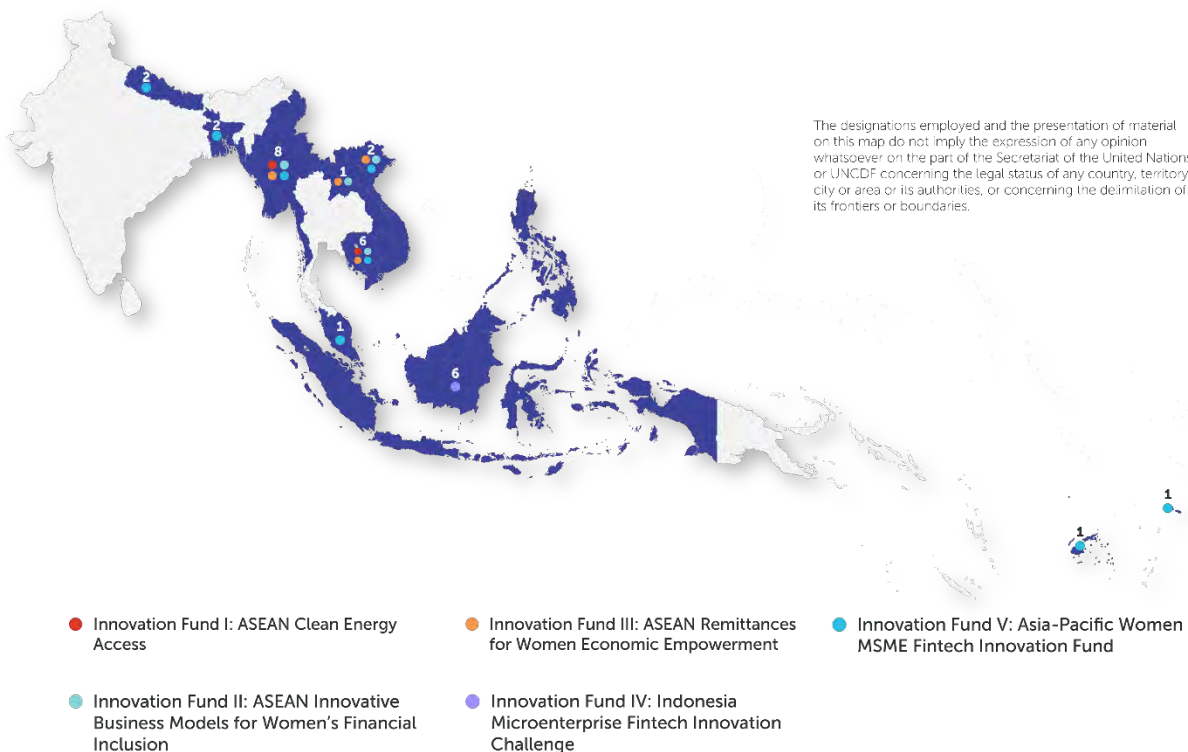 2
2
8
2
1
6
1
6
1
1
The designations employed and the presentation of material
on this map do not imply the expression of any opinion
whatsoever on the part of the Secretariat of the United Nations
or UNCDF concerning the legal status of any country, territory
city or area or its authorities, or concerning the delimitation of
its frontiers or boundaries.
Innovation Fund I: ASEAN Clean Energy
Access
Innovation Fund III: ASEAN Remittances
for Women Economic Empowerment
Innovation Fund V: Asia-Pacific Women
MSME Fintech Innovation Fund
Innovation Fund II: ASEAN Innovative
Business Models for Women’s Financial
Inclusion
Innovation Fund IV: Indonesia
Microenterprise Fintech Innovation
Challenge